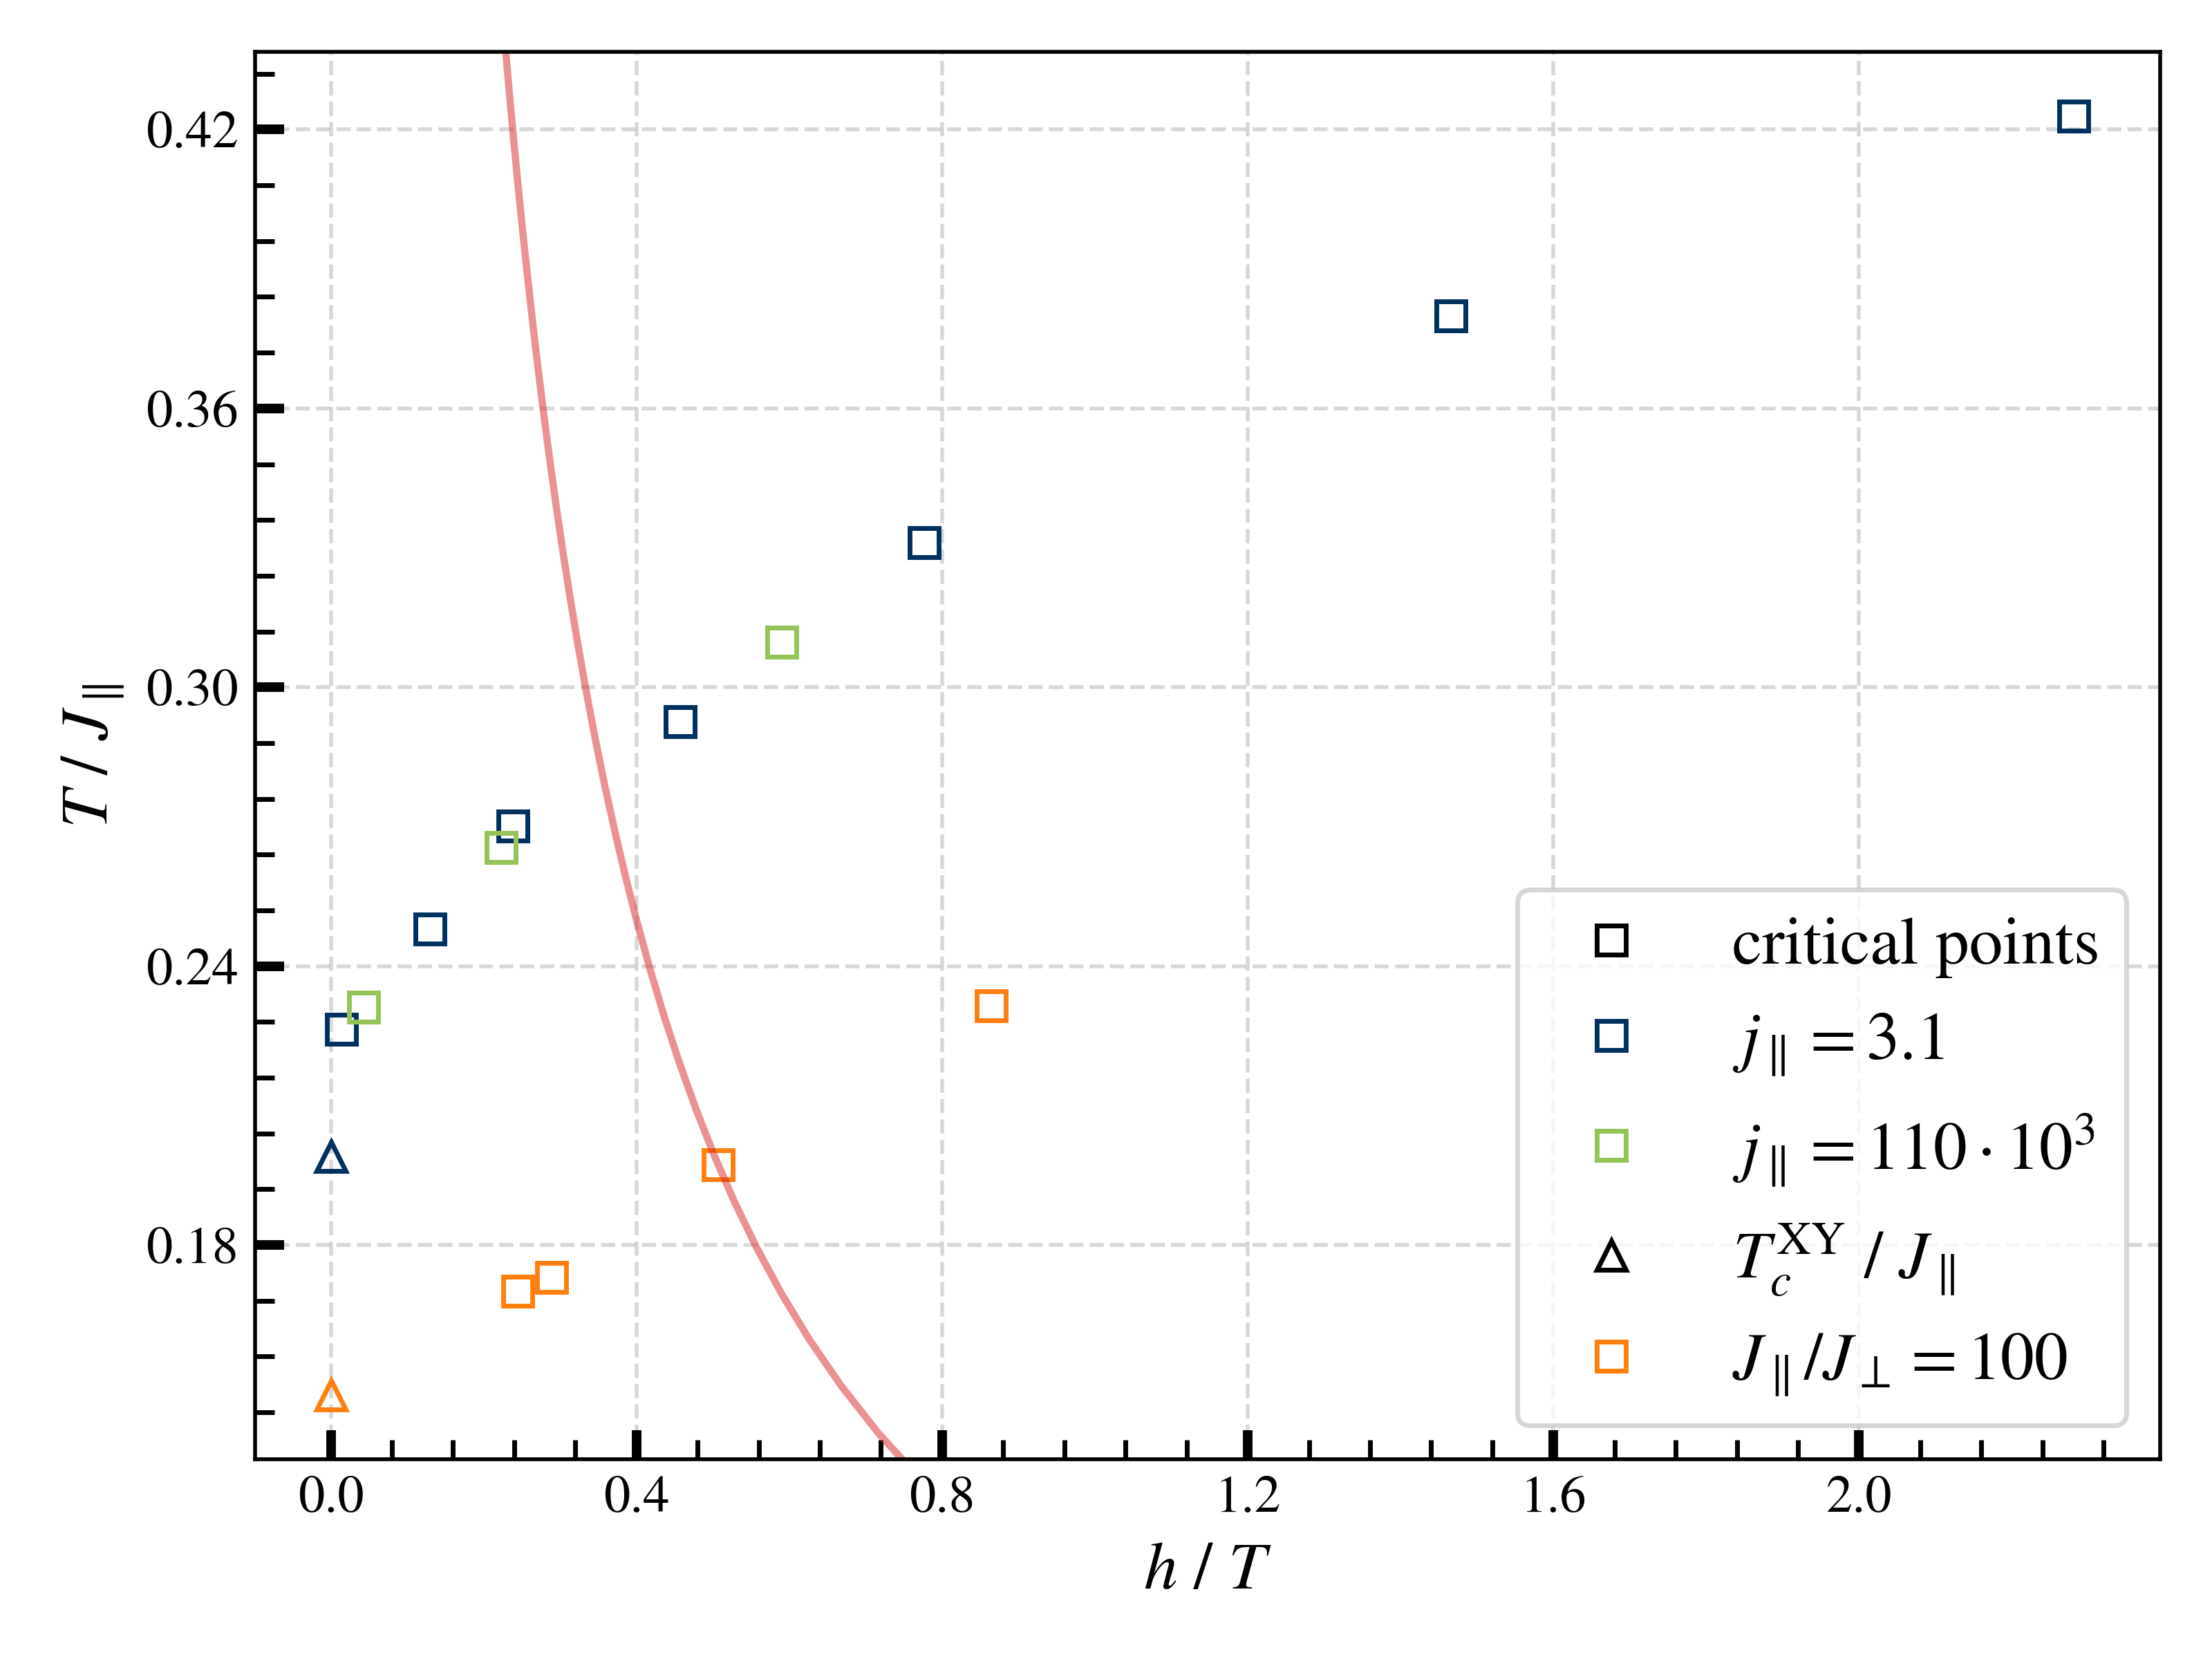 0.42
0.36
0.30
0.24
0.18
T / J∥
0.0 0.4 0.8 1.2 1.6 2.0
h / T
critical points
j∥ = 3.1
j∥ = 110 · 10³
T_c^XY / J∥
J∥/J⊥ = 100